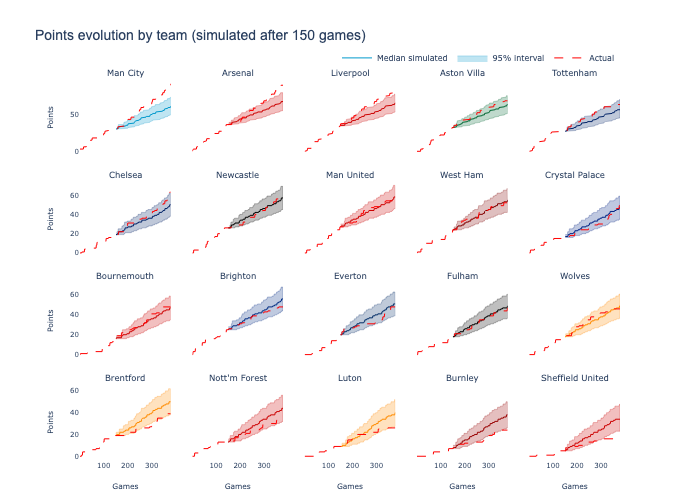 Points evolution by team (simulated after 150 games)
Median simulated 95% interval Actual
Man City Arsenal Liverpool Aston Villa Tottenham
Points
50
0
Chelsea Newcastle Man United West Ham Crystal Palace
Points
60
40
20
0
Bournemouth Brighton Everton Fulham Wolves
Points
60
40
20
0
Brentford Nott'm Forest Luton Burnley Sheffield United
Points
60
40
20
0
100 200 300 100 200 300 100 200 300 100 200 300 100 200 300
Games Games Games Games Games